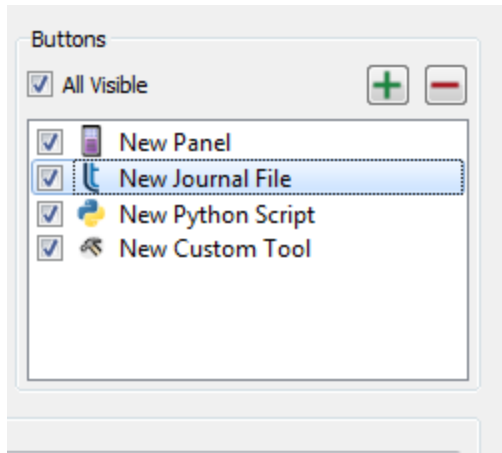 Buttons
All Visible
New Panel
New Journal File
New Python Script
New Custom Tool